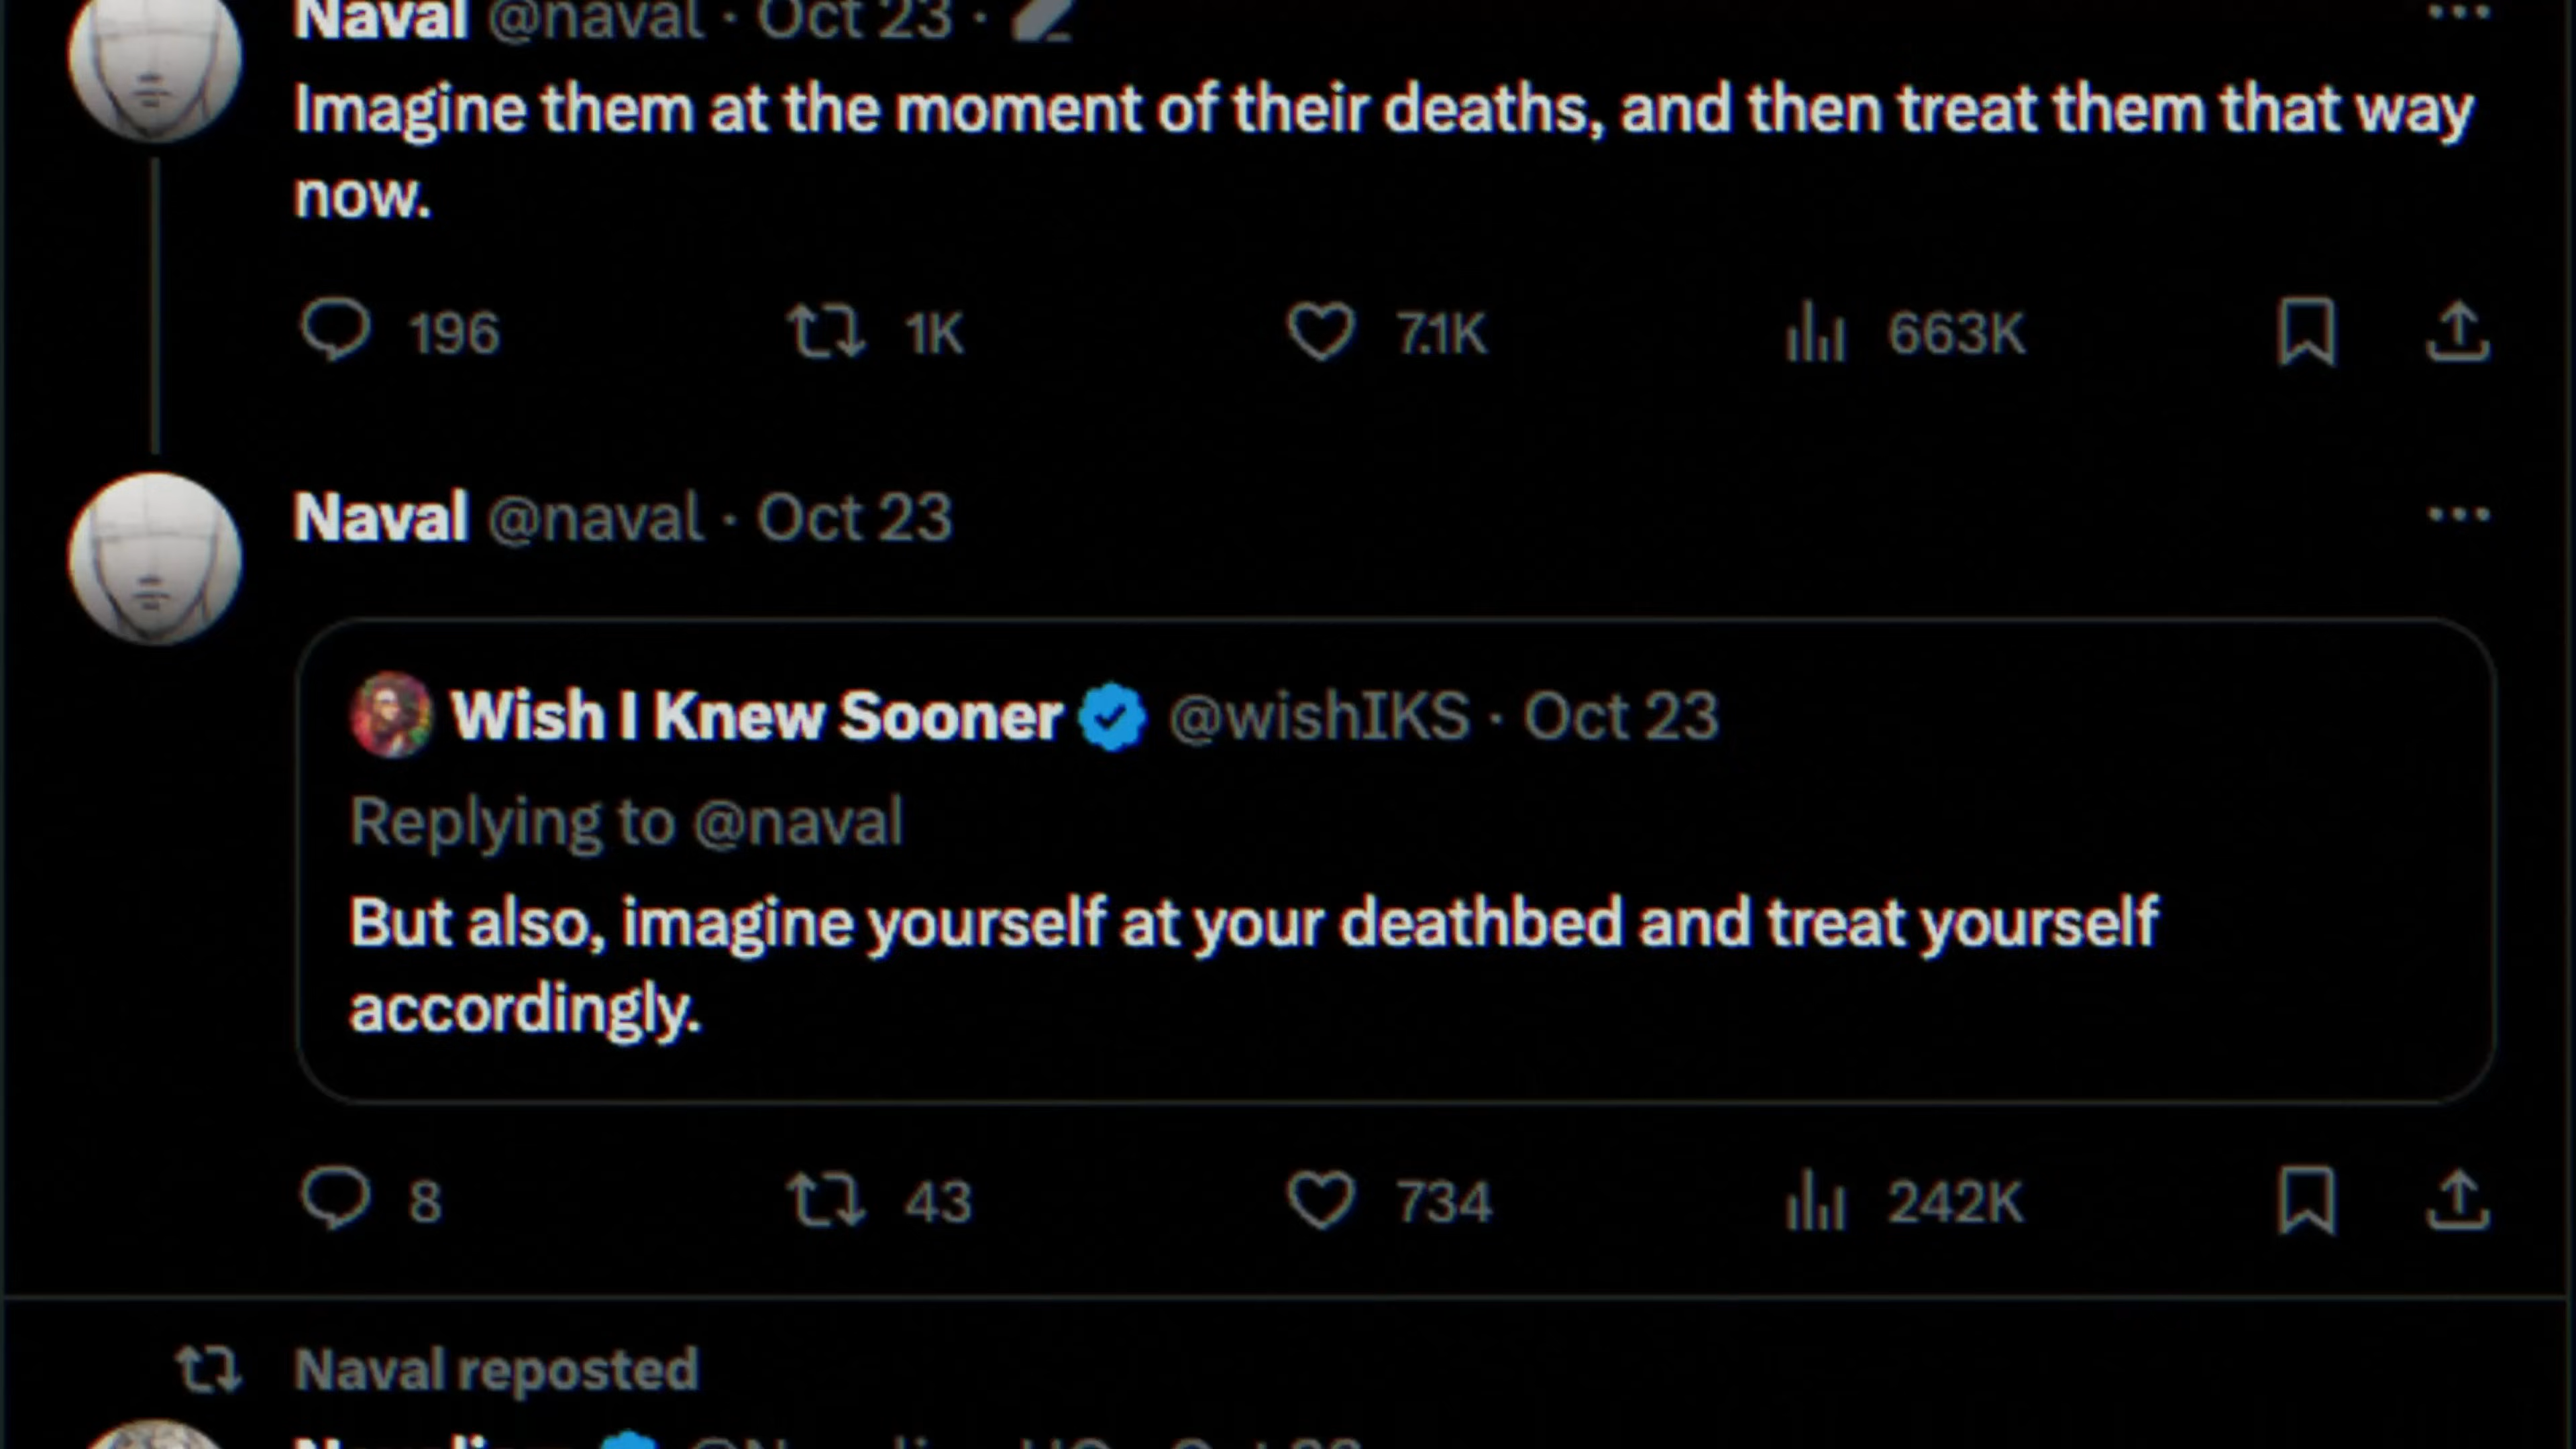 Naval @naval · Oct 23 ·
Imagine them at the moment of their deaths, and then treat them that way
now.
196 1K 7.1K 663K
Naval @naval · Oct 23
Wish I Knew Sooner @wishIKS · Oct 23
Replying to @naval
But also, imagine yourself at your deathbed and treat yourself
accordingly.
8 43 734 242K
Naval reposted